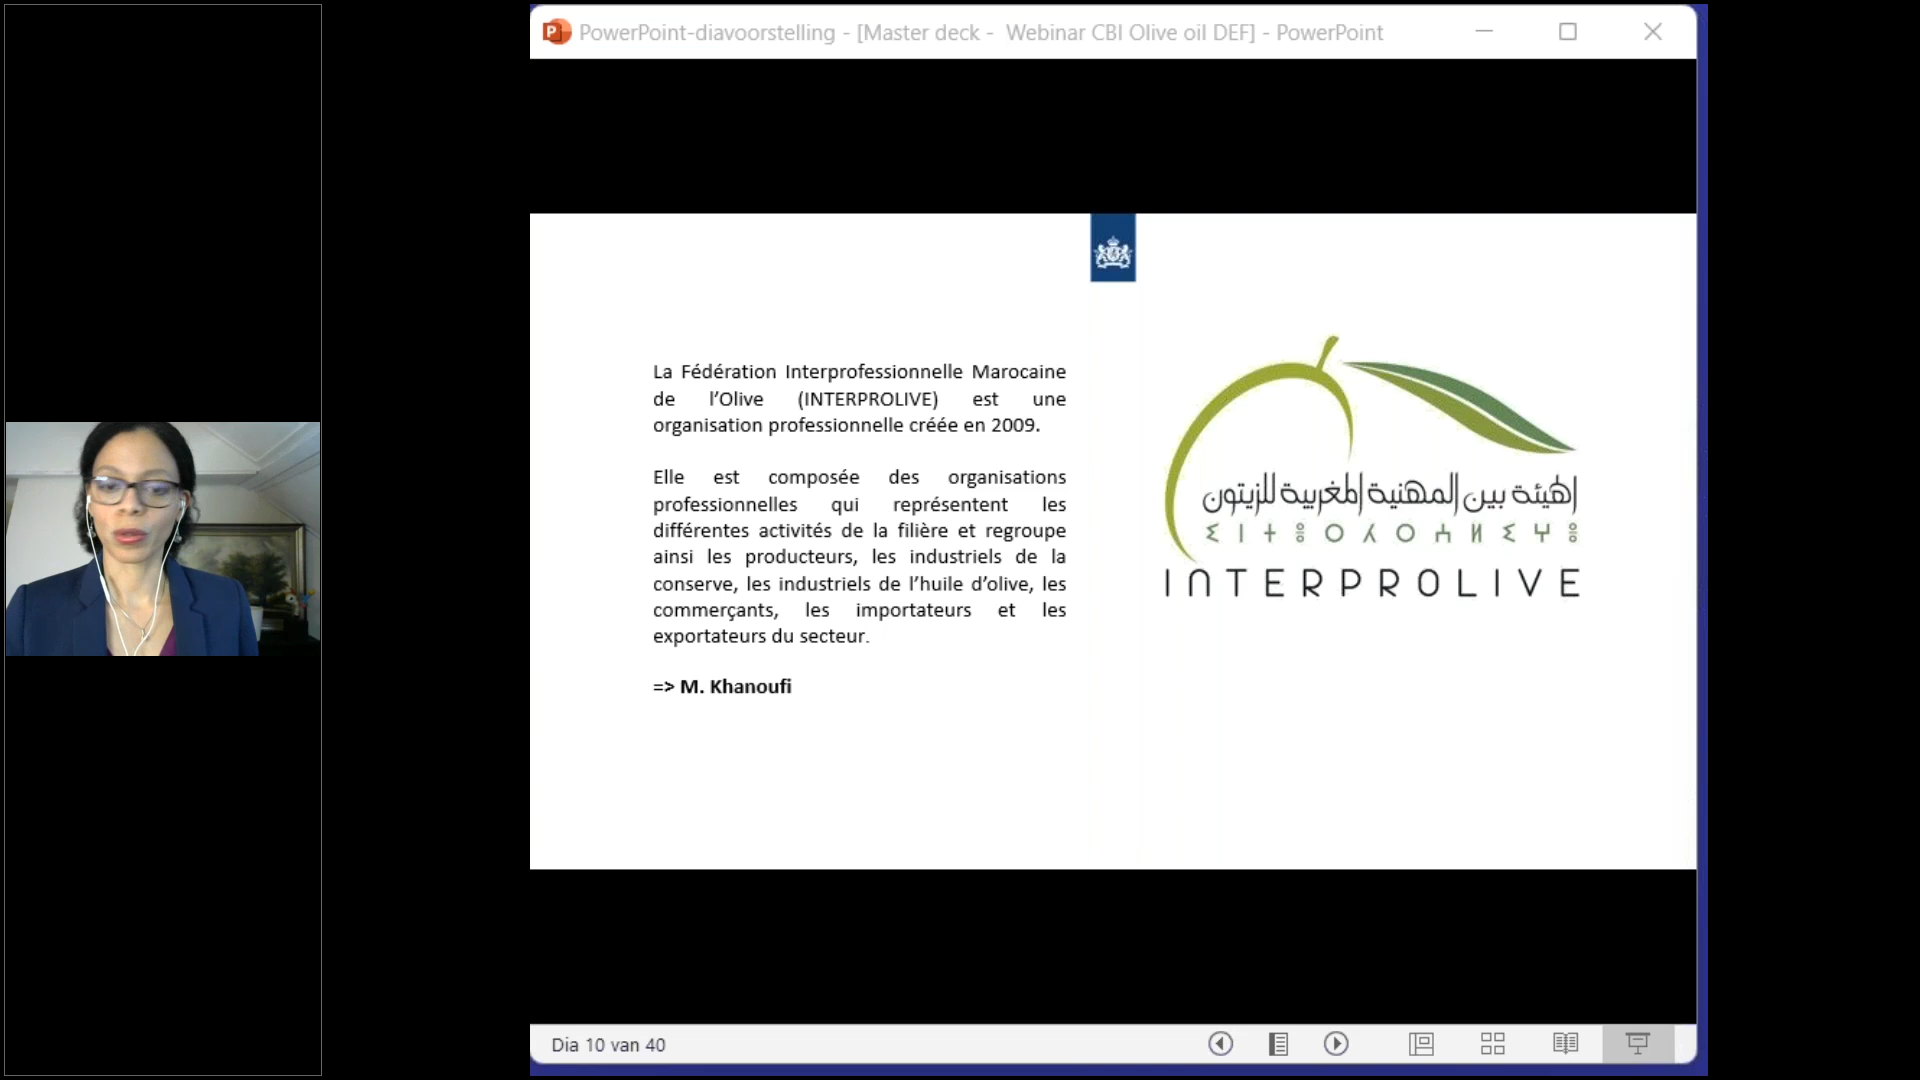 PowerPoint-diavoorstelling - [Master deck -  Webinar CBI Olive oil DEF] - PowerPoint
La Fédération Interprofessionnelle Marocaine
de l’Olive (INTERPROLIVE) est une
organisation professionnelle créée en 2009.
Elle est composée des organisations
professionnelles qui représentent les
différentes activités de la filière et regroupe
ainsi les producteurs, les industriels de la
conserve, les industriels de l’huile d’olive, les
commerçants, les importateurs et les
exportateurs du secteur.
=> M. Khanoufi
الهيئة بين المهنية المغربية للزيتون
ⵉⵏⵜⵓⵔⴷⵔⵄⵍⵉⵖⵓ
INTERPROLIVE
Dia 10 van 40